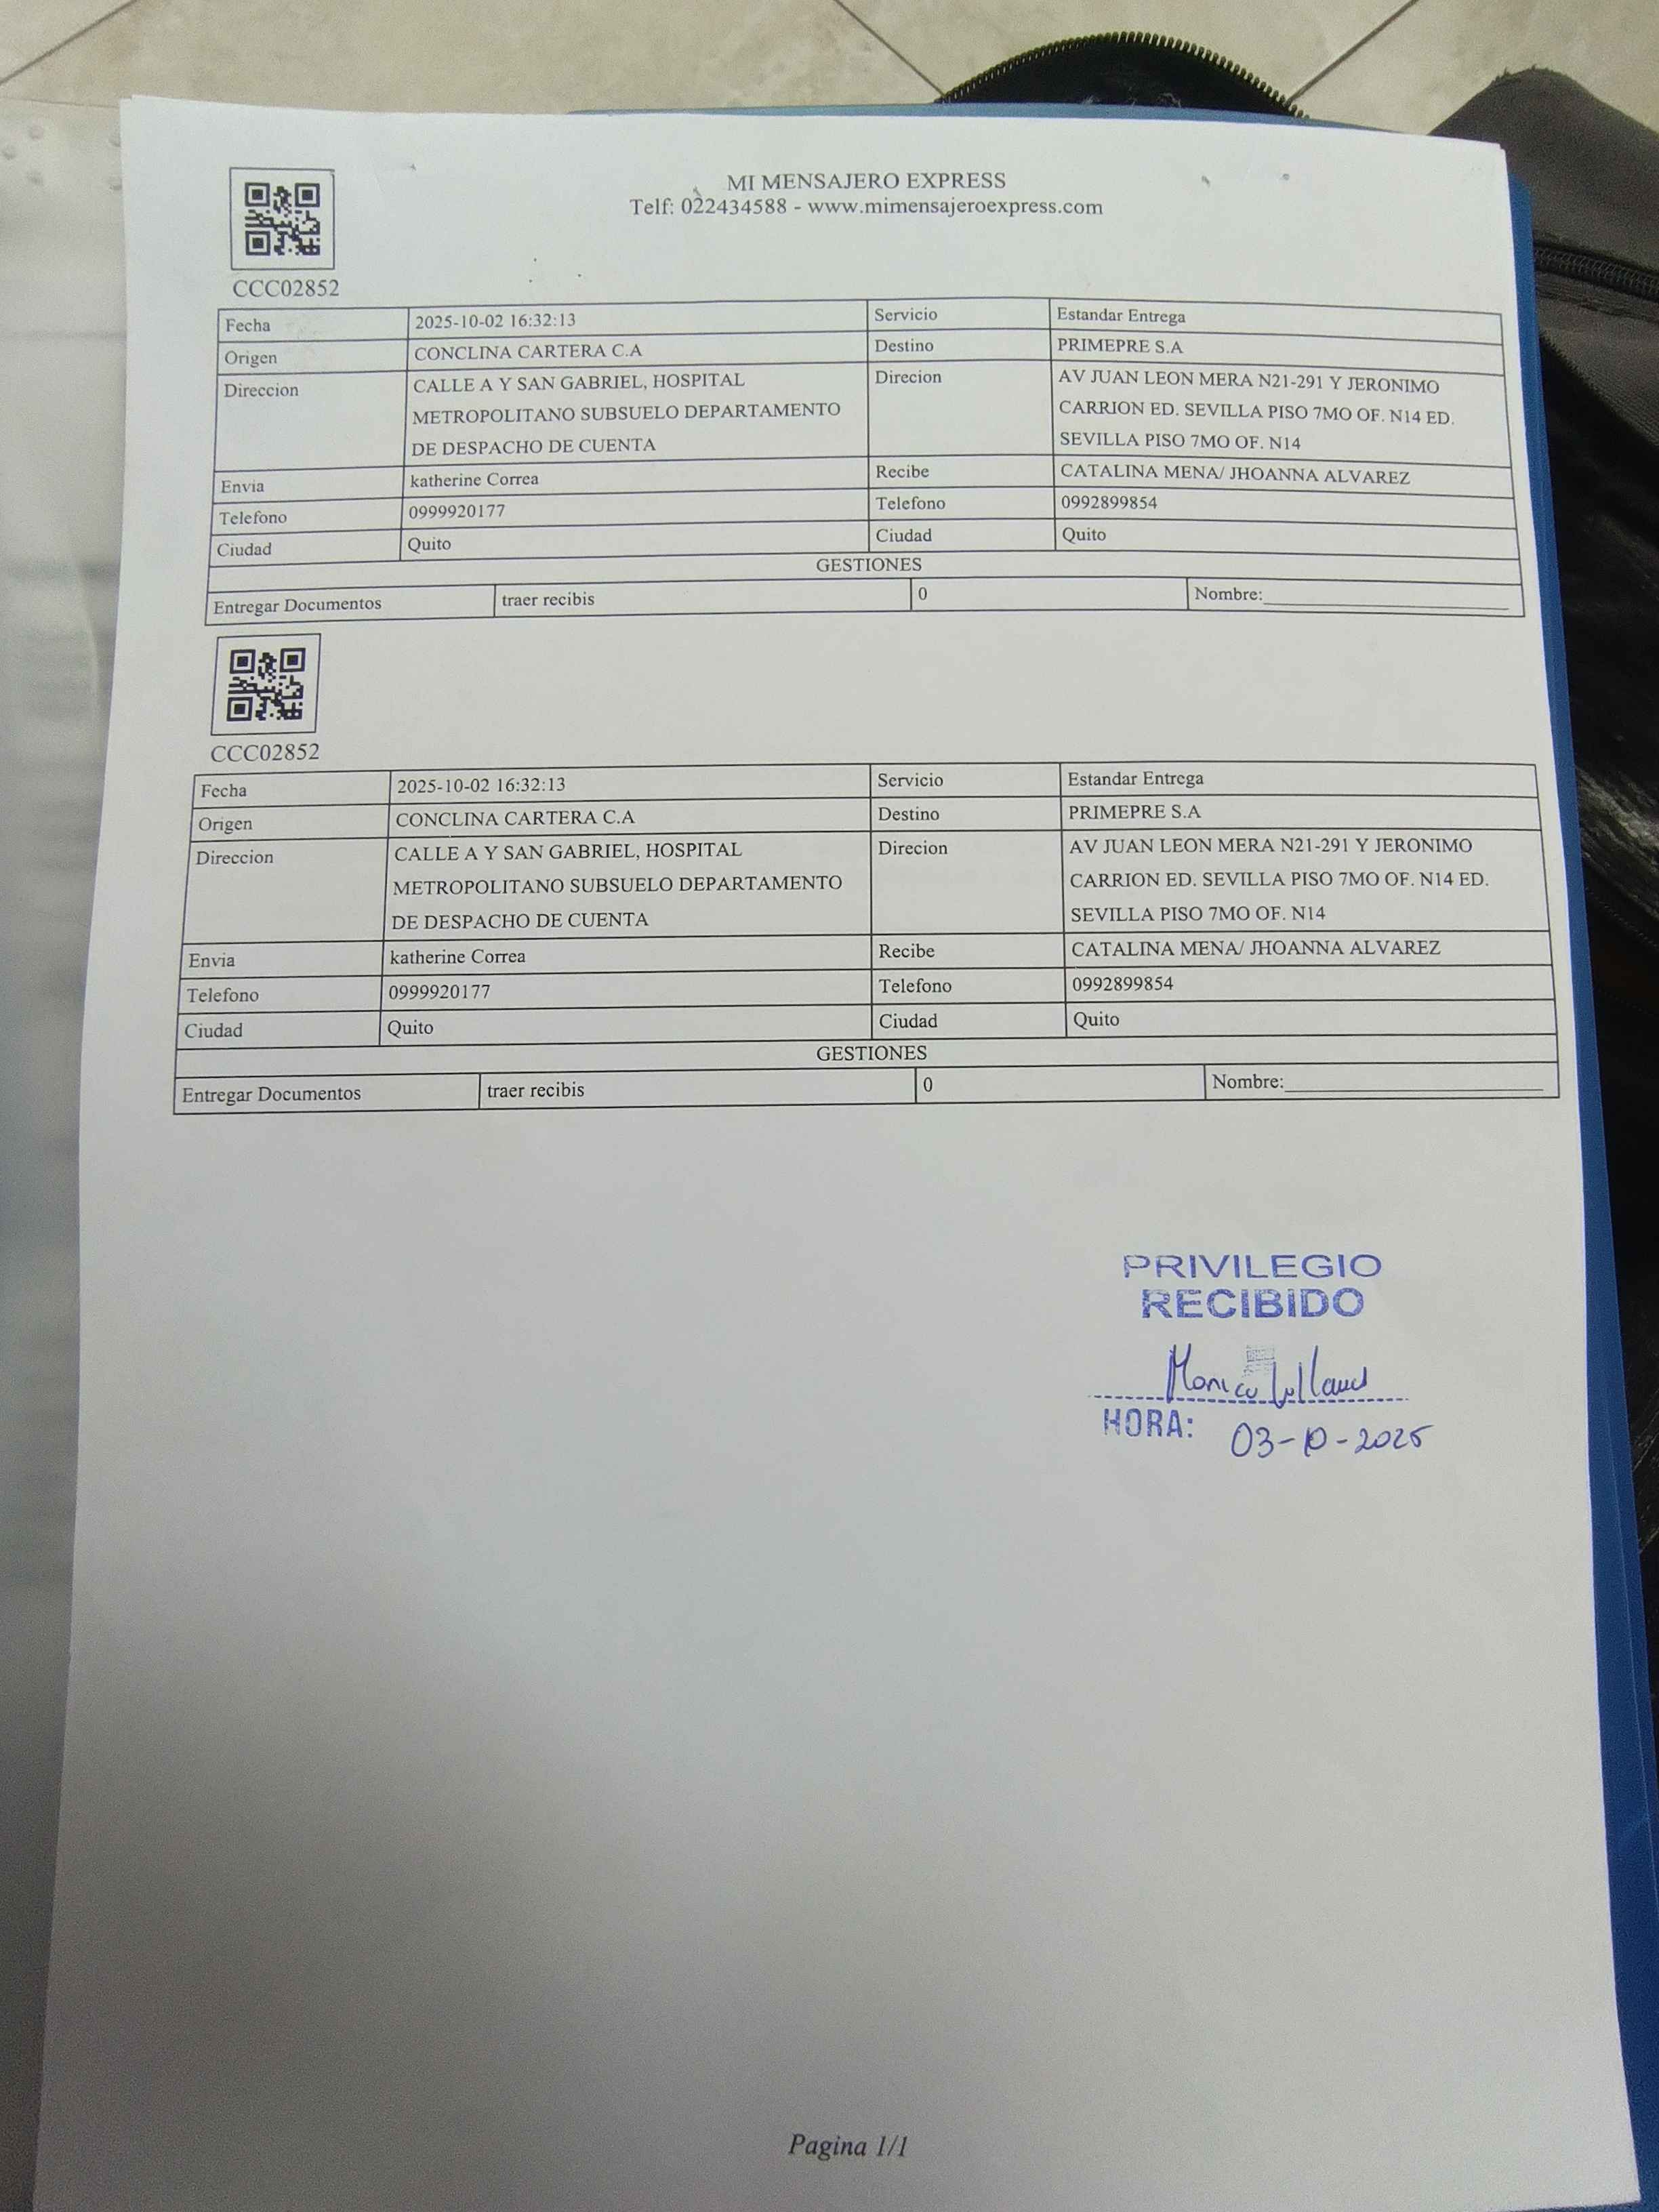 MI MENSAJERO EXPRESS
Telf: 022434588 - www.mimensajeroexpress.com
CCC02852
Fecha 2025-10-02 16:32:13 Servicio Estandar Entrega
Origen CONCLINA CARTERA C.A Destino PRIMEPRE S.A
Direccion CALLE A Y SAN GABRIEL, HOSPITAL Direcion AV JUAN LEON MERA N21-291 Y JERONIMO
METROPOLITANO SUBSUELO DEPARTAMENTO CARRION ED. SEVILLA PISO 7MO OF. N14 ED.
DE DESPACHO DE CUENTA SEVILLA PISO 7MO OF. N14
Envia katherine Correa Recibe CATALINA MENA/ JHOANNA ALVAREZ
Telefono 0999920177 Telefono 0992899854
Ciudad Quito Ciudad Quito
GESTIONES
Entregar Documentos traer recibis 0 Nombre:
CCC02852
Fecha 2025-10-02 16:32:13 Servicio Estandar Entrega
Origen CONCLINA CARTERA C.A Destino PRIMEPRE S.A
Direccion CALLE A Y SAN GABRIEL, HOSPITAL Direcion AV JUAN LEON MERA N21-291 Y JERONIMO
METROPOLITANO SUBSUELO DEPARTAMENTO CARRION ED. SEVILLA PISO 7MO OF. N14 ED.
DE DESPACHO DE CUENTA SEVILLA PISO 7MO OF. N14
Envia katherine Correa Recibe CATALINA MENA/ JHOANNA ALVAREZ
Telefono 0999920177 Telefono 0992899854
Ciudad Quito Ciudad Quito
GESTIONES
Entregar Documentos traer recibis 0 Nombre:
PRIVILEGIO
RECIBIDO
HORA: 03-10-2025
Pagina 1/1